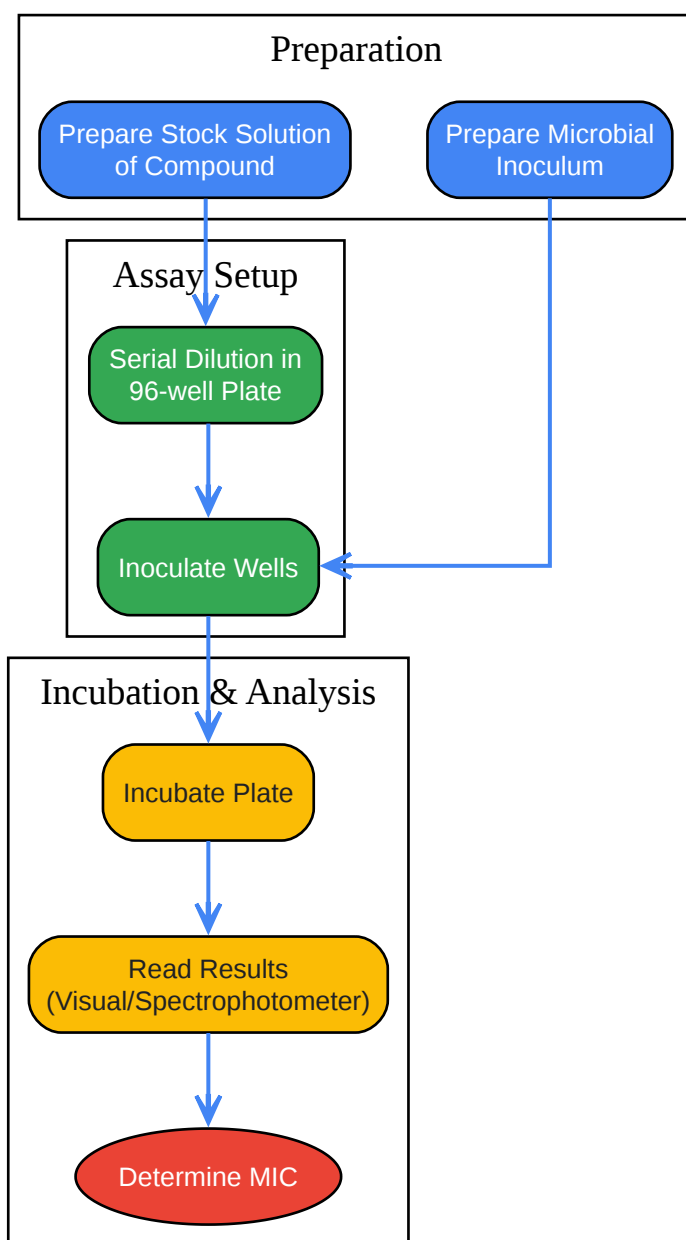 Preparation
Prepare Stock Solution
of Compound
Prepare Microbial
Inoculum
Assay Setup
Serial Dilution in
96-well Plate
Inoculate Wells
Incubation & Analysis
Incubate Plate
Read Results
(Visual/Spectrophotometer)
Determine MIC